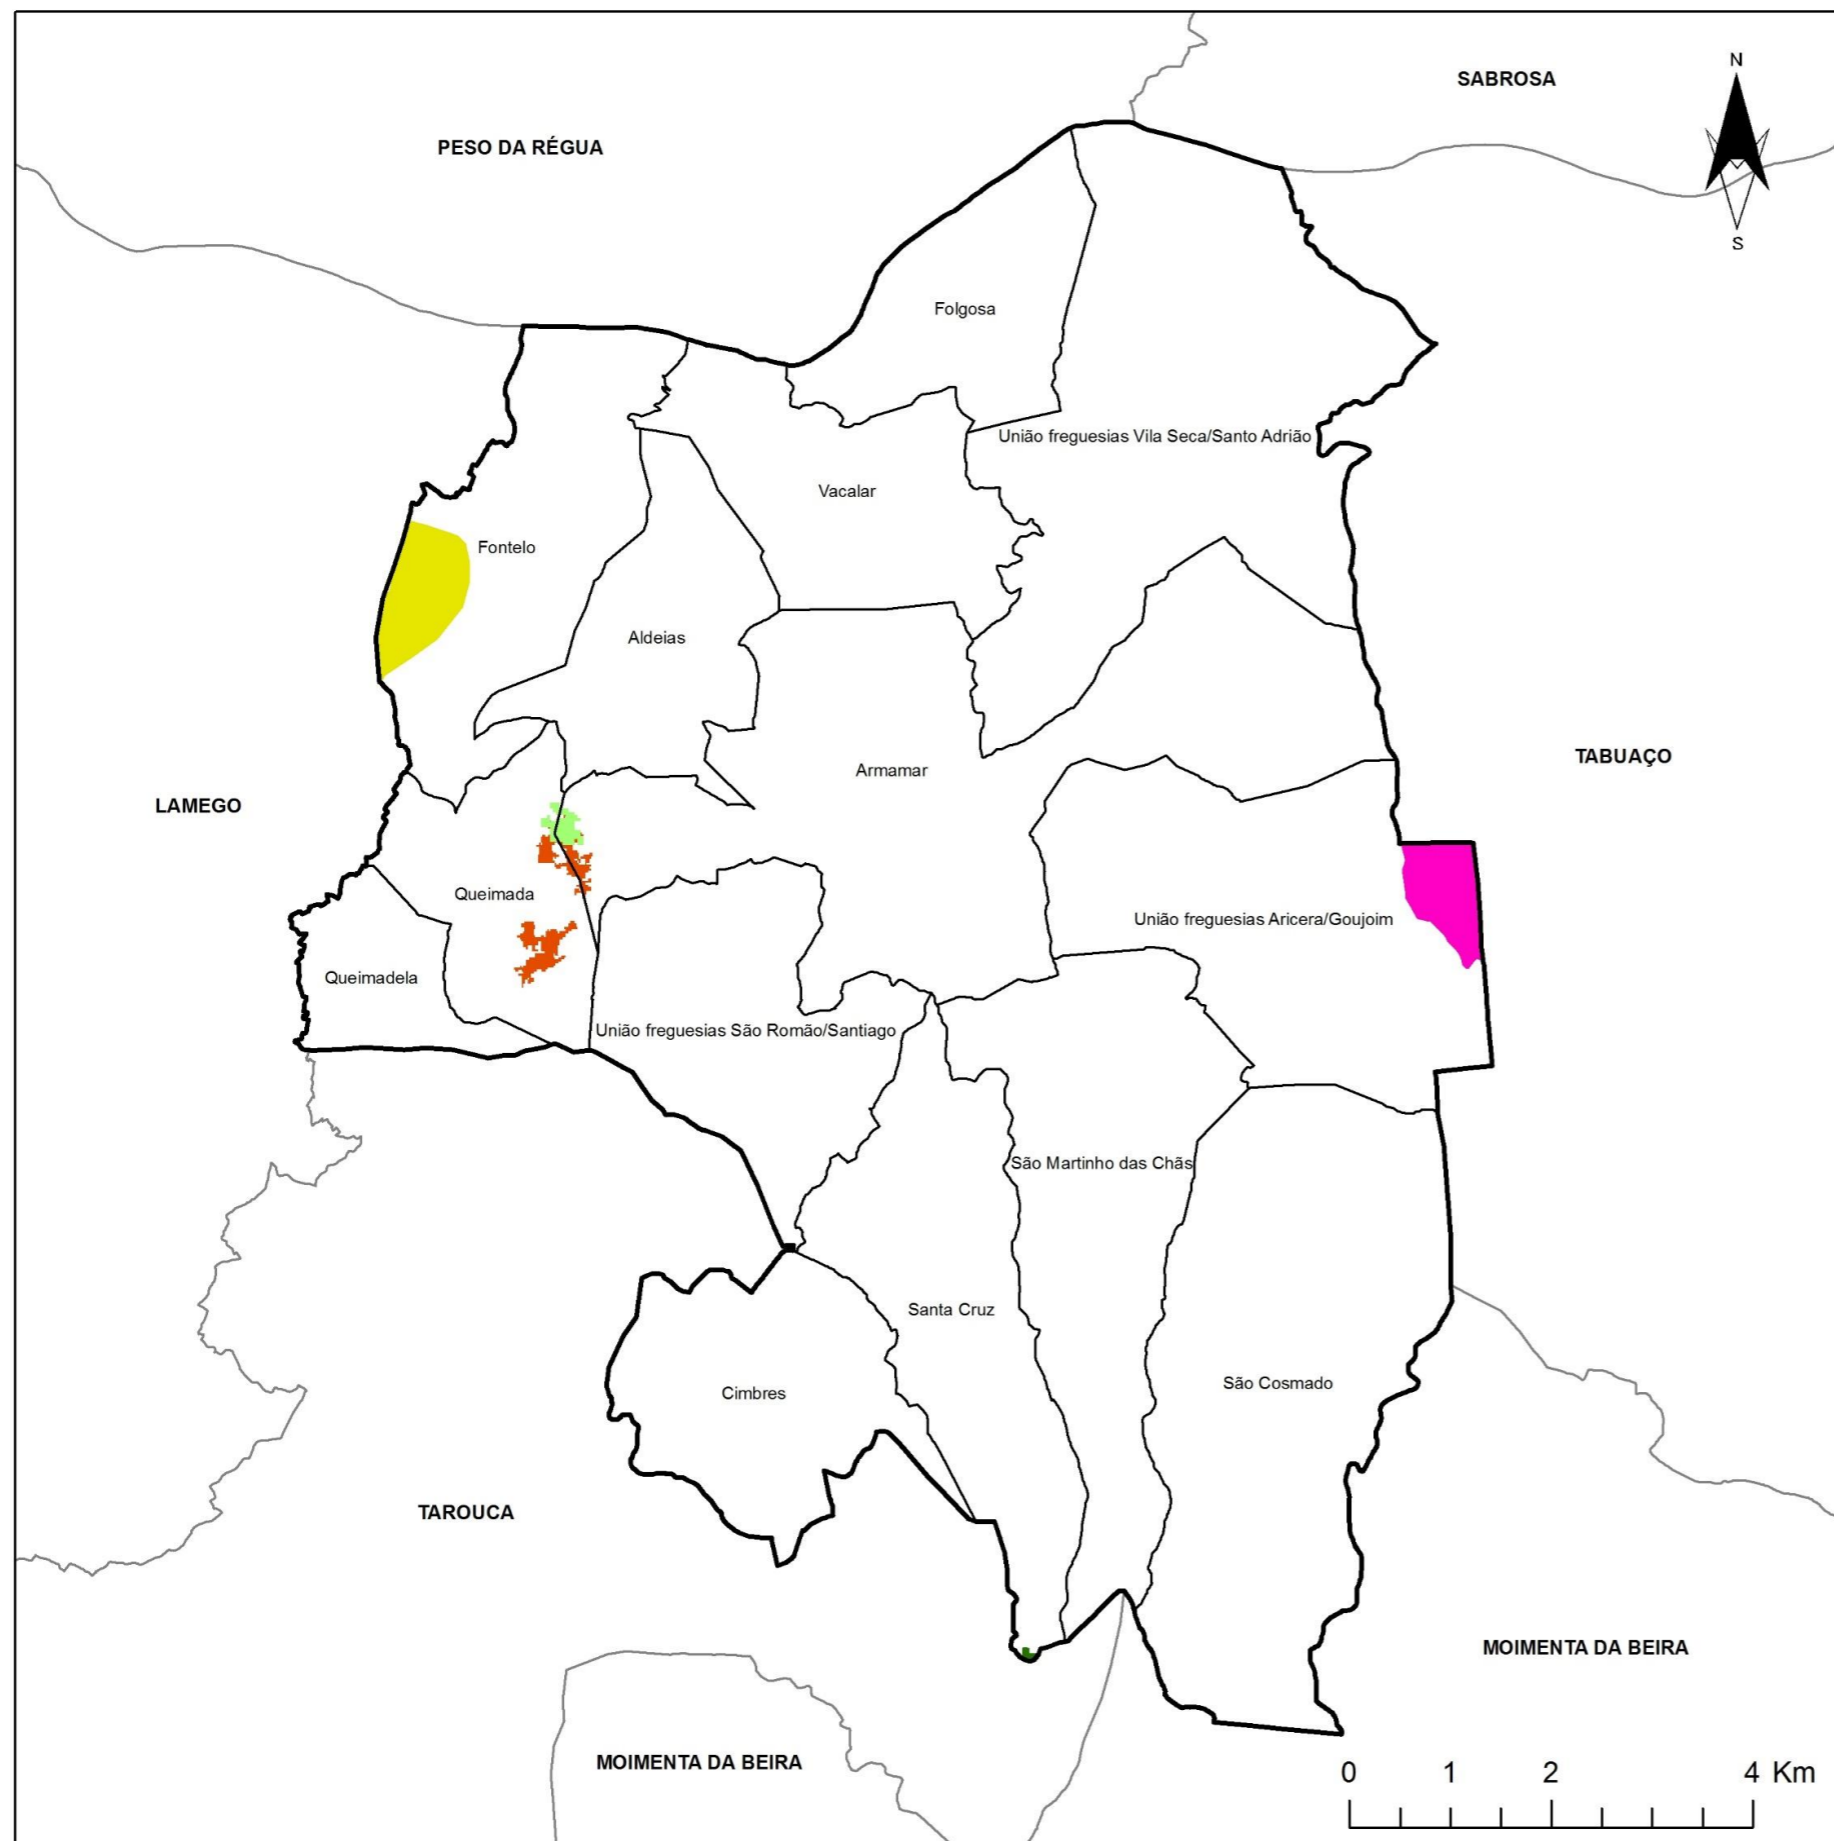 N
SABROSA
PESO DA RÉGUA
S
Folgosa
União freguesias Vila Seca/Santo Adrião
Vacalar
Fontelo
Aldeias
Armamar
TABUAÇO
LAMEGO
Queimada
União freguesias Aricera/Goujoim
Queimadela
União freguesias São Romão/Santiago
São Martinho das Chãs
Santa Cruz
São Cosmado
Cimbres
TAROUCA
MOIMENTA DA BEIRA
MOIMENTA DA BEIRA
0 1 2 4 Km